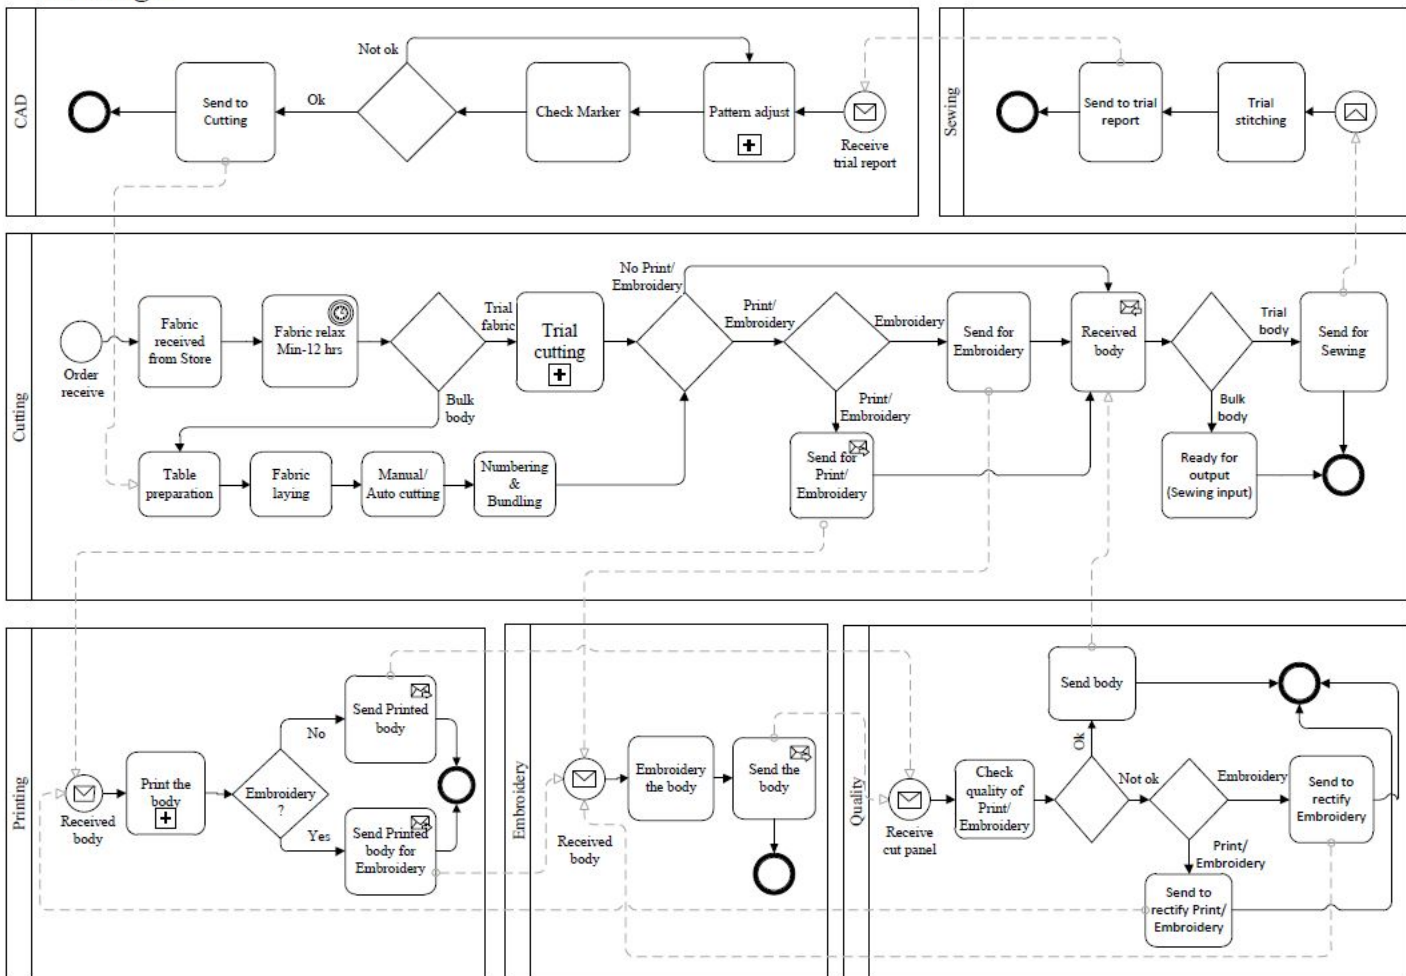 CAD
Send to
Cutting
Ok
Not ok
Check Marker
Pattern adjust
Receive
trial report
Sewing
Send to trial
report
Trial
stitching
Cutting
Order
receive
Fabric
received
from Store
Fabric relax
Min-12 hrs
Trial
fabric
Bulk
body
Trial
cutting
No Print/
Embroidery
Print/
Embroidery
Embroidery
Print/
Embroidery
Send for
Embroidery
Received
body
Trial
body
Send for
Sewing
Bulk
body
Table
preparation
Fabric
laying
Manual/
Auto cutting
Numbering
&
Bundling
Send for
Print/
Embroidery
Ready for
output
(Sewing input)
Printing
Received
body
Print the
body
Embroidery
?
No
Yes
Send Printed
body
Send Printed
body for
Embroidery
Embroidery
Received
body
Embroidery
the body
Send the
body
Quality
Receive
cut panel
Check
quality of
Print/
Embroidery
Ok
Send body
Not ok
Embroidery
Send to
rectify
Embroidery
Print/
Embroidery
Send to
rectify Print/
Embroidery